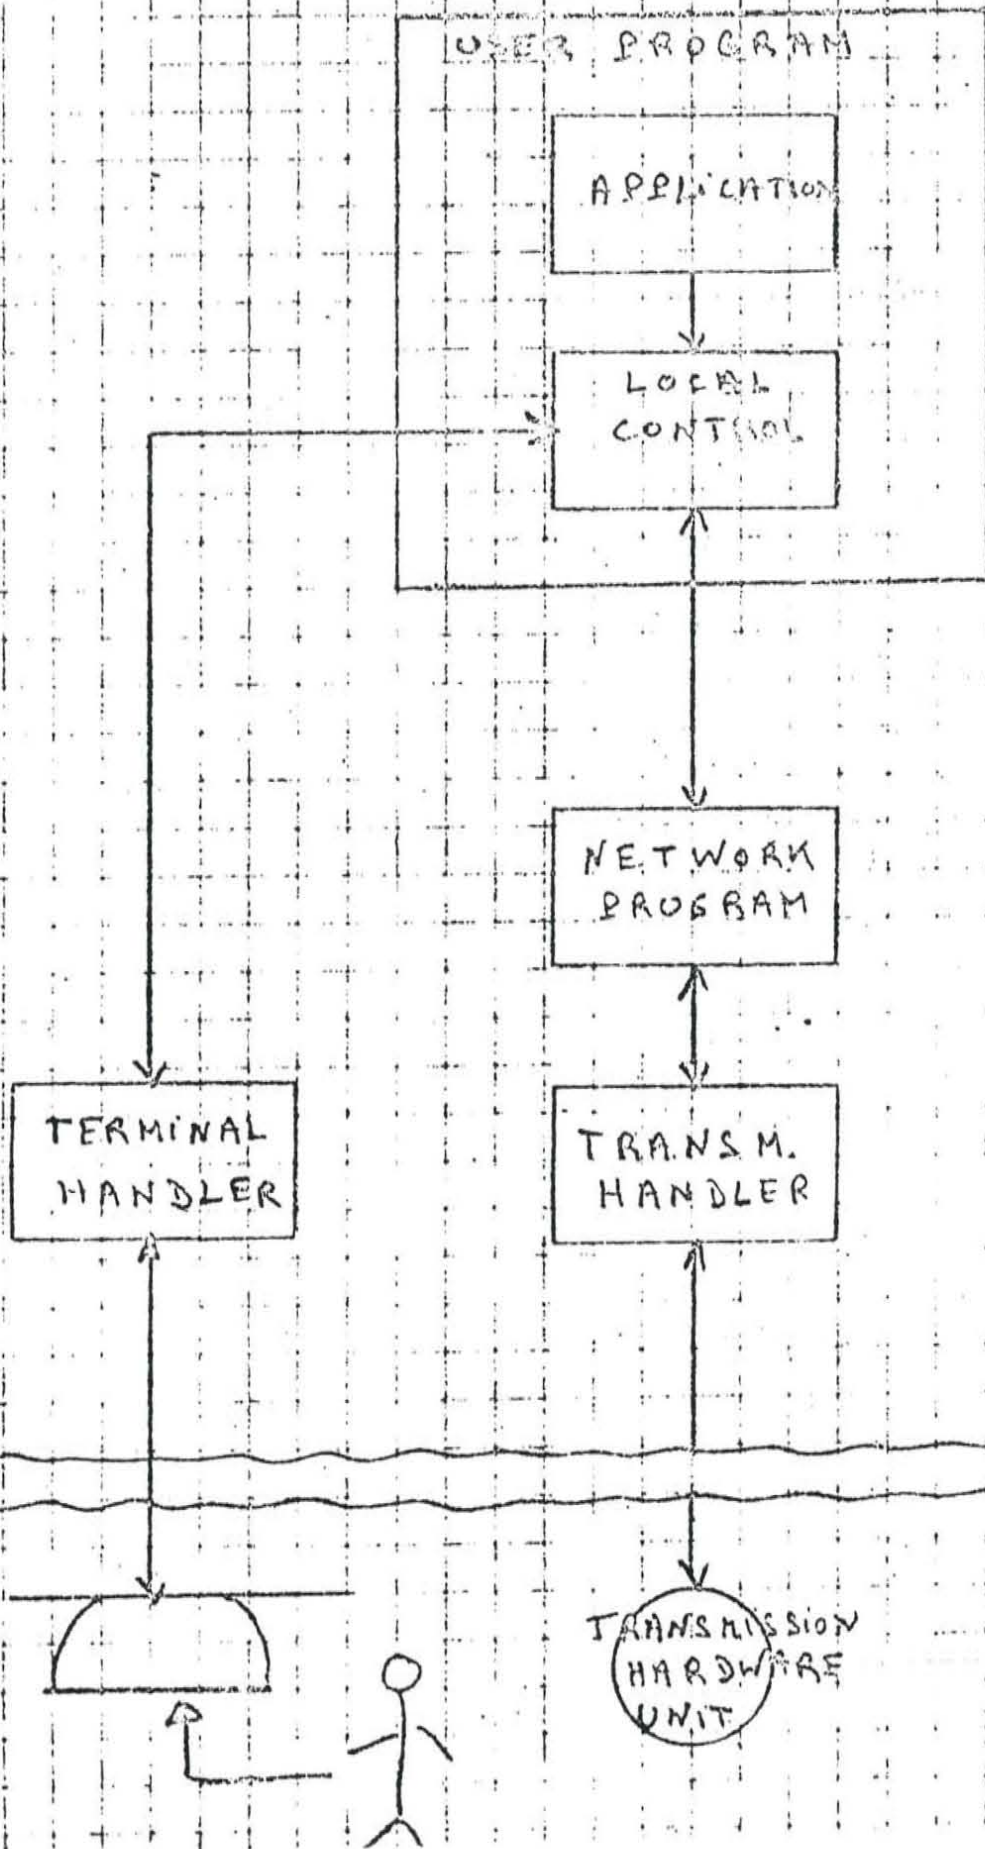 USER PROGRAM
APPLICATION
LOCAL
CONTROL
NETWORK
PROGRAM
TERMINAL
HANDLER
TRANSM.
HANDLER
TRANSMISSION
HARDWARE
UNIT